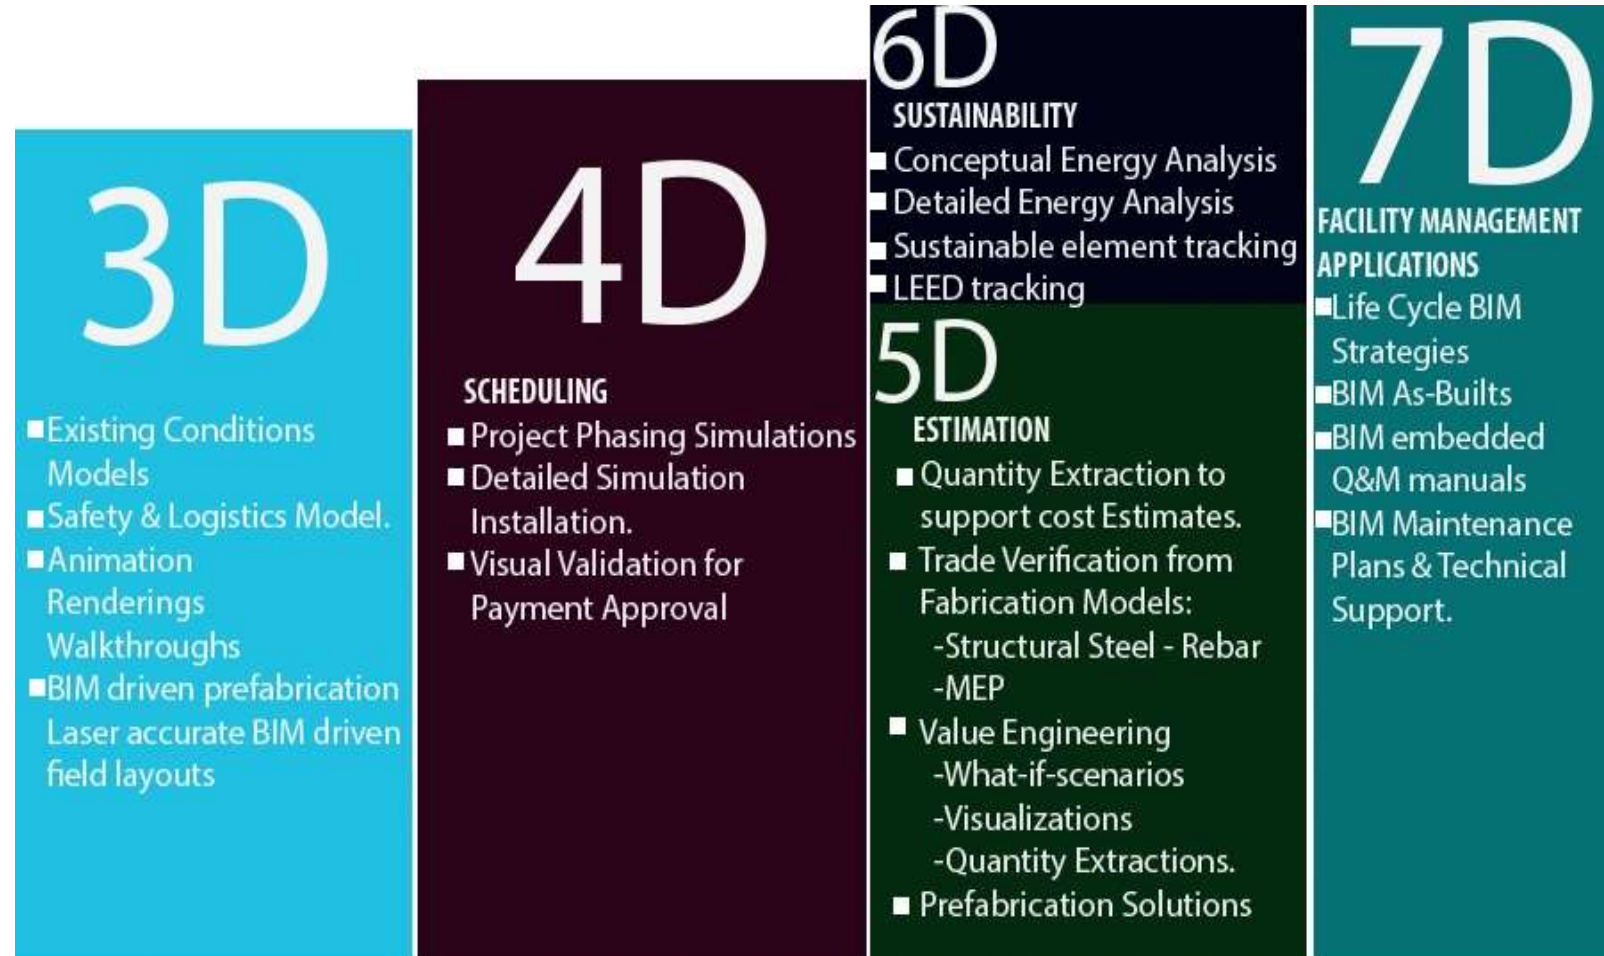 3D
■Existing Conditions
Models
■Safety & Logistics Model.
■Animation
Renderings
Walkthroughs
■BIM driven prefabrication
Laser accurate BIM driven
field layouts
4D
SCHEDULING
■ Project Phasing Simulations
■ Detailed Simulation
Installation.
■ Visual Validation for
Payment Approval
6D
SUSTAINABILITY
■ Conceptual Energy Analysis
■ Detailed Energy Analysis
■ Sustainable element tracking
■ LEED tracking
5D
ESTIMATION
■ Quantity Extraction to
support cost Estimates.
■ Trade Verification from
Fabrication Models:
-Structural Steel - Rebar
-MEP
■ Value Engineering
-What-if-scenarios
-Visualizations
-Quantity Extractions.
■ Prefabrication Solutions
7D
FACILITY MANAGEMENT
APPLICATIONS
■Life Cycle BIM
Strategies
■BIM As-Builts
■BIM embedded
Q&M manuals
■BIM Maintenance
Plans & Technical
Support.